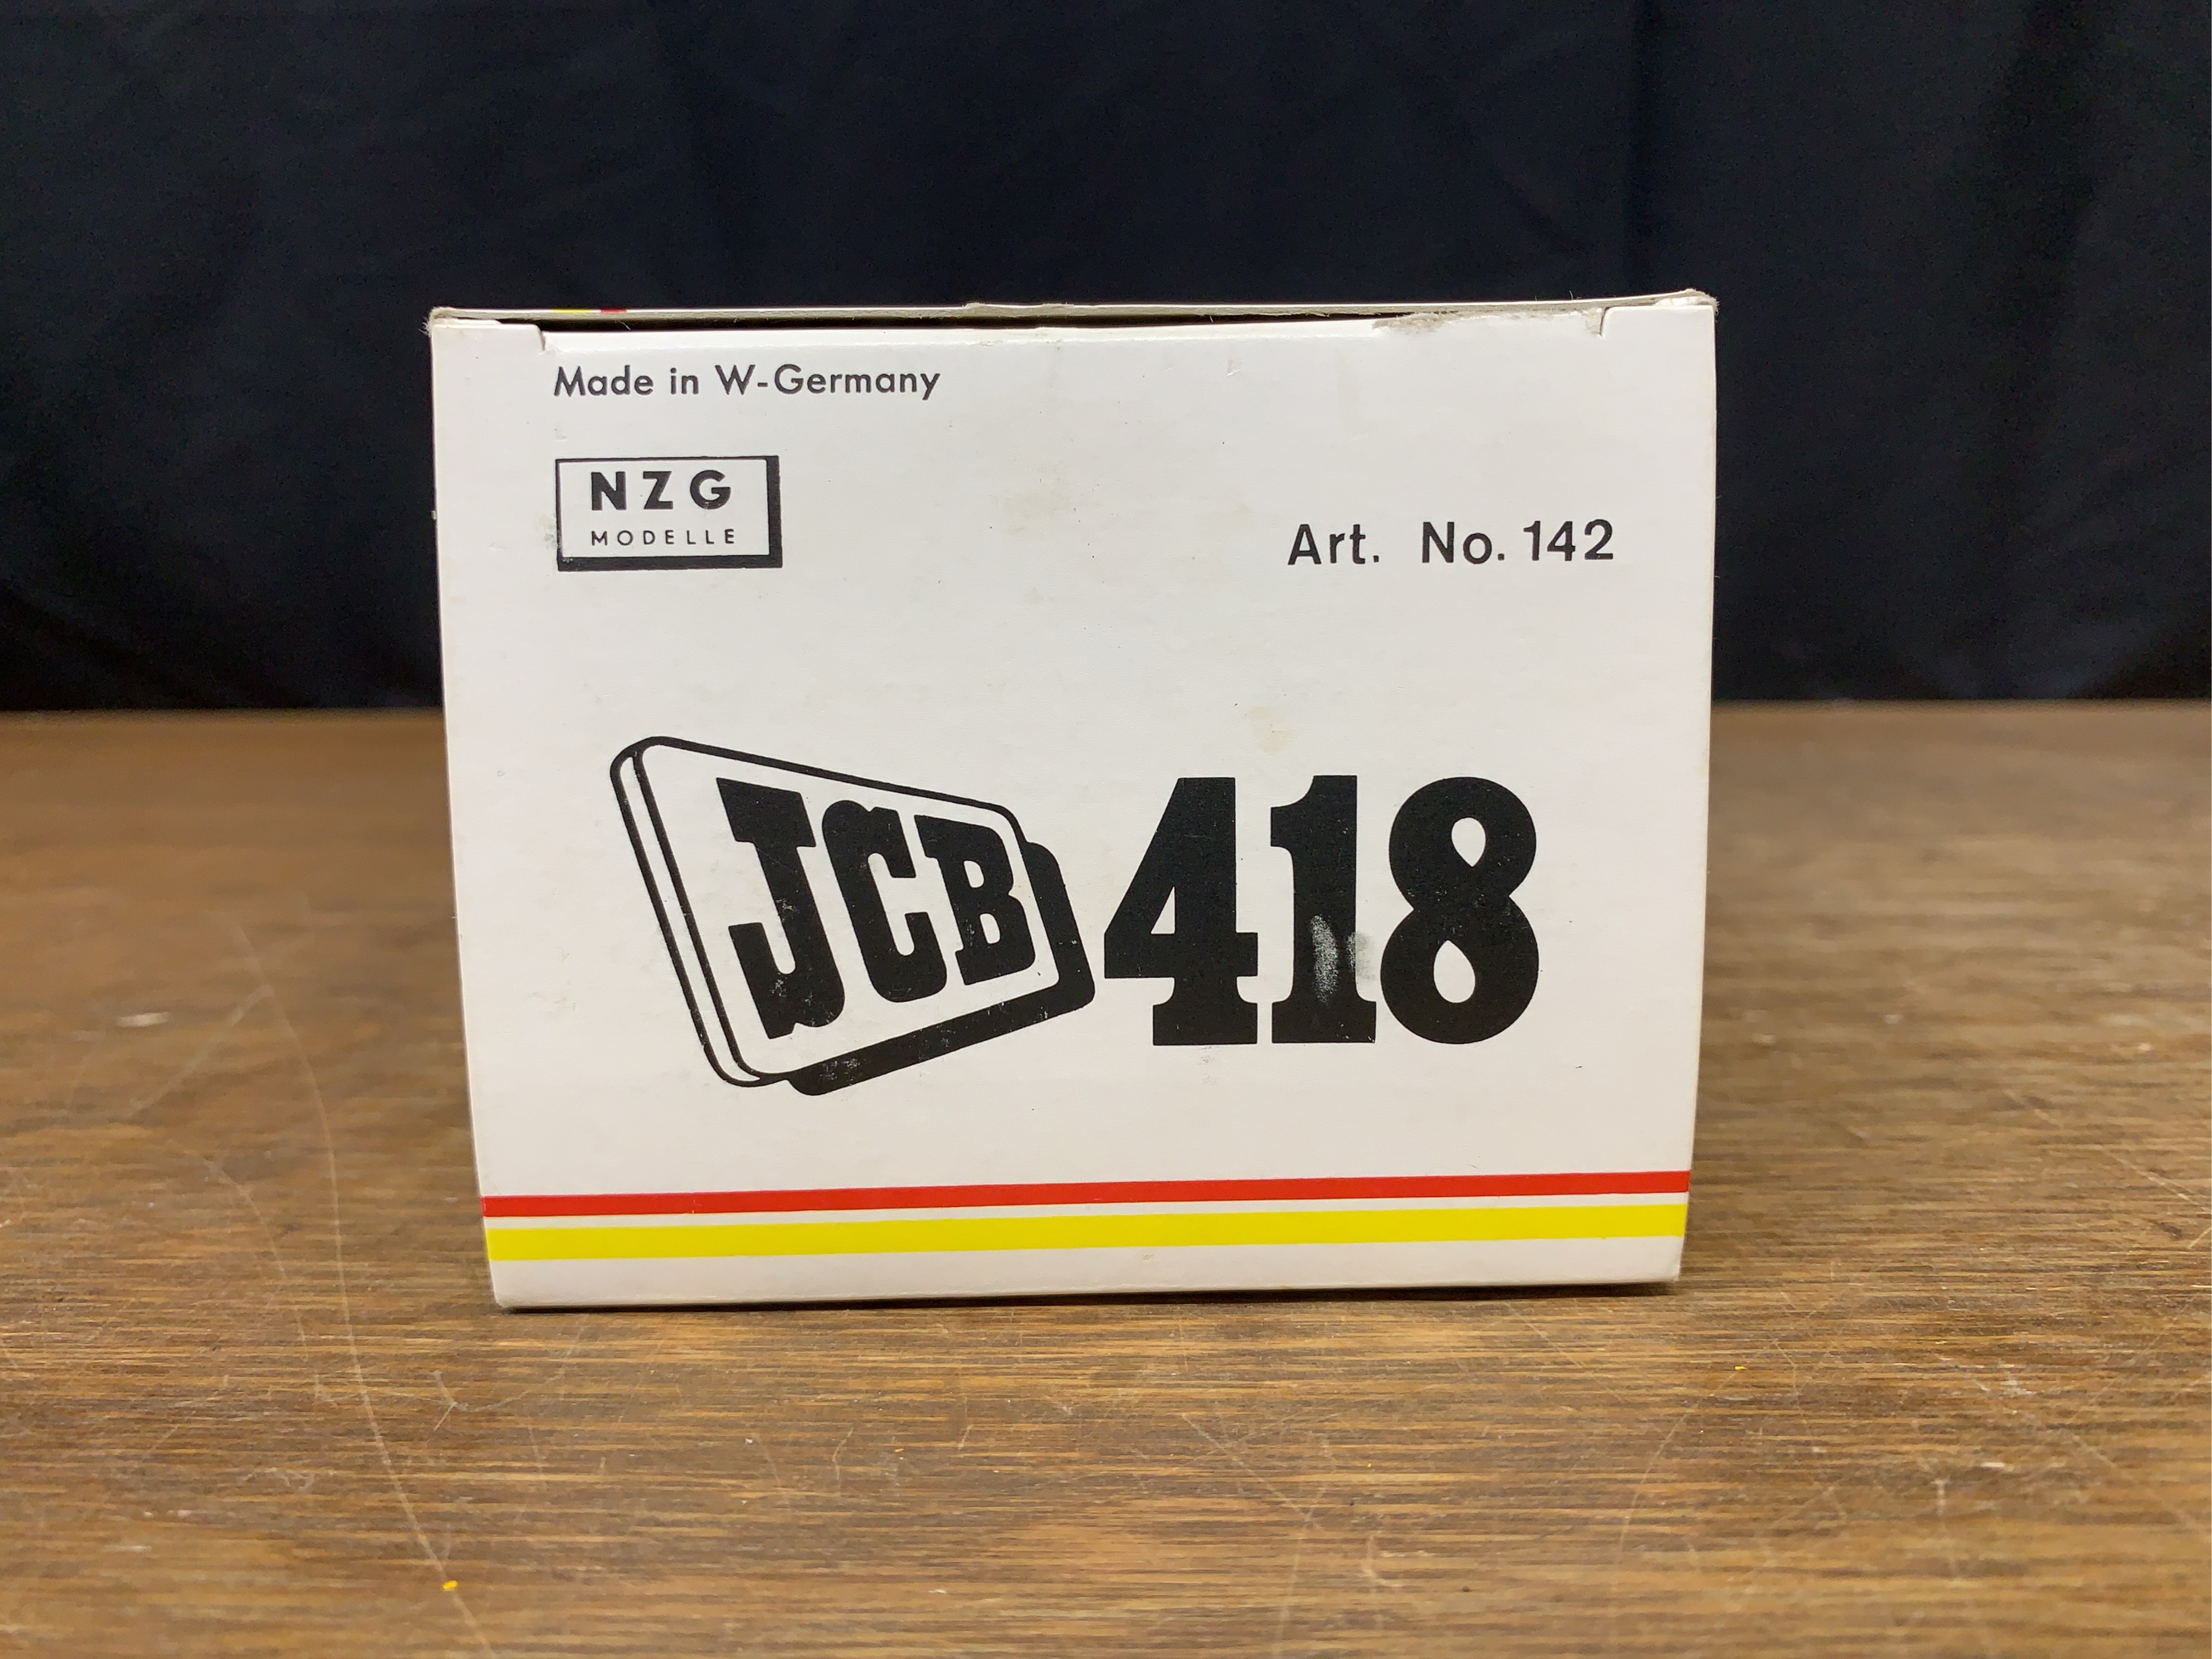 Made in W-Germany
NZG
MODELLE
Art. No. 142
JCB 418